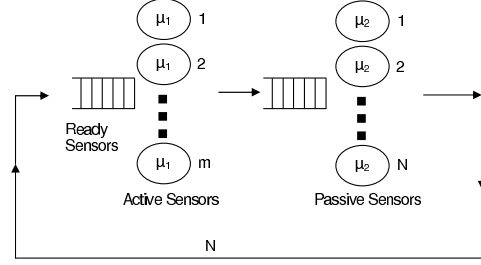 μ1 1
μ2 1
μ1 2
μ2 2
Ready
Sensors
μ1 m
μ2 N
Active Sensors
Passive Sensors
N